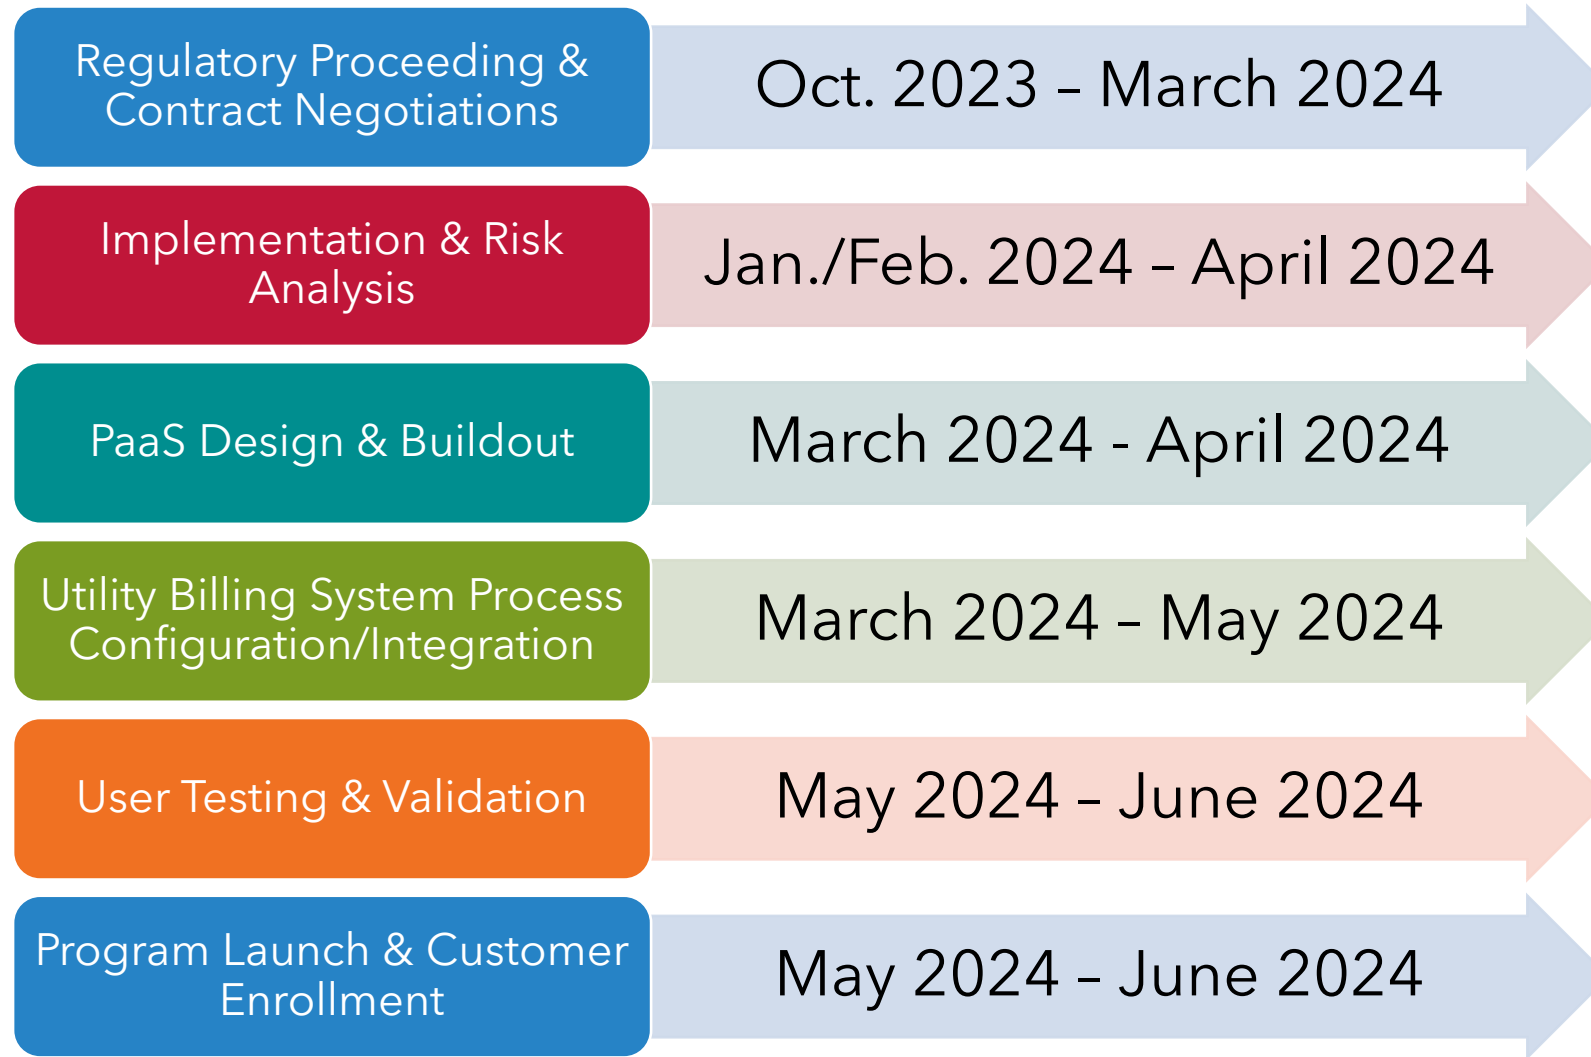 Regulatory Proceeding &
Contract Negotiations
Oct. 2023 – March 2024
Implementation & Risk
Analysis
Jan./Feb. 2024 – April 2024
PaaS Design & Buildout
March 2024 - April 2024
Utility Billing System Process
Configuration/Integration
March 2024 – May 2024
User Testing & Validation
May 2024 – June 2024
Program Launch & Customer
Enrollment
May 2024 – June 2024